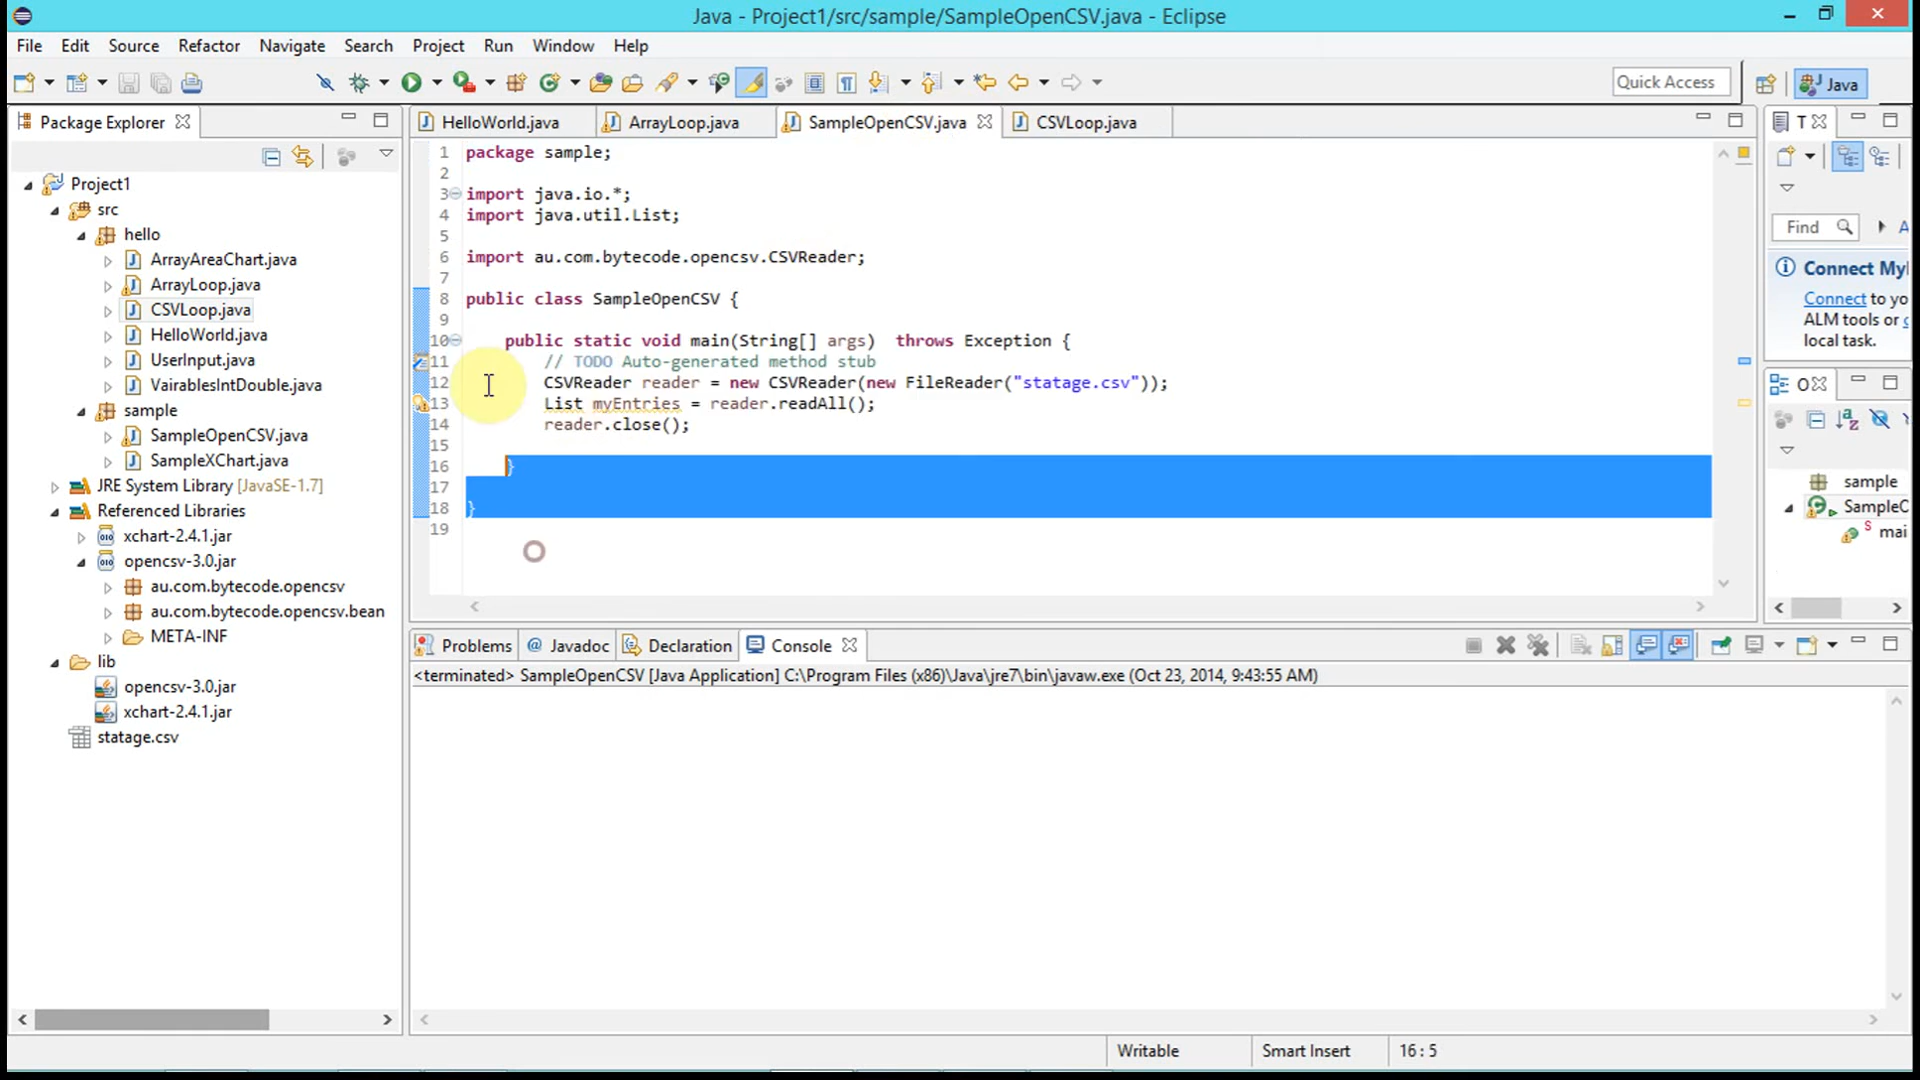 Java - Project1/src/sample/SampleOpenCSV.java - Eclipse
File Edit Source Refactor Navigate Search Project Run Window Help
Quick Access
Java
Package Explorer
HelloWorld.java
ArrayLoop.java
SampleOpenCSV.java
CSVLoop.java
Project1
src
hello
ArrayAreaChart.java
ArrayLoop.java
CSVLoop.java
HelloWorld.java
UserInput.java
VairablesIntDouble.java
sample
SampleOpenCSV.java
SampleXChart.java
JRE System Library [JavaSE-1.7]
Referenced Libraries
xchart-2.4.1.jar
opencsv-3.0.jar
au.com.bytecode.opencsv
au.com.bytecode.opencsv.bean
META-INF
lib
opencsv-3.0.jar
xchart-2.4.1.jar
statage.csv
1 package sample;
2
3 import java.io.*;
4 import java.util.List;
5
6 import au.com.bytecode.opencsv.CSVReader;
7
8 public class SampleOpenCSV {
9
10 public static void main(String[] args)  throws Exception {
11 // TODO Auto-generated method stub
12 CSVReader reader = new CSVReader(new FileReader("statage.csv"));
13 List myEntries = reader.readAll();
14 reader.close();
15
16 }
17
18 }
19
T
Find
A
Connect Myl
Connect to yo
ALM tools or c
local task.
O
sample
SampleC
mai
Problems
@ Javadoc
Declaration
Console
<terminated> SampleOpenCSV [Java Application] C:\Program Files (x86)\Java\jre7\bin\javaw.exe (Oct 23, 2014, 9:43:55 AM)
Writable
Smart Insert
16 : 5